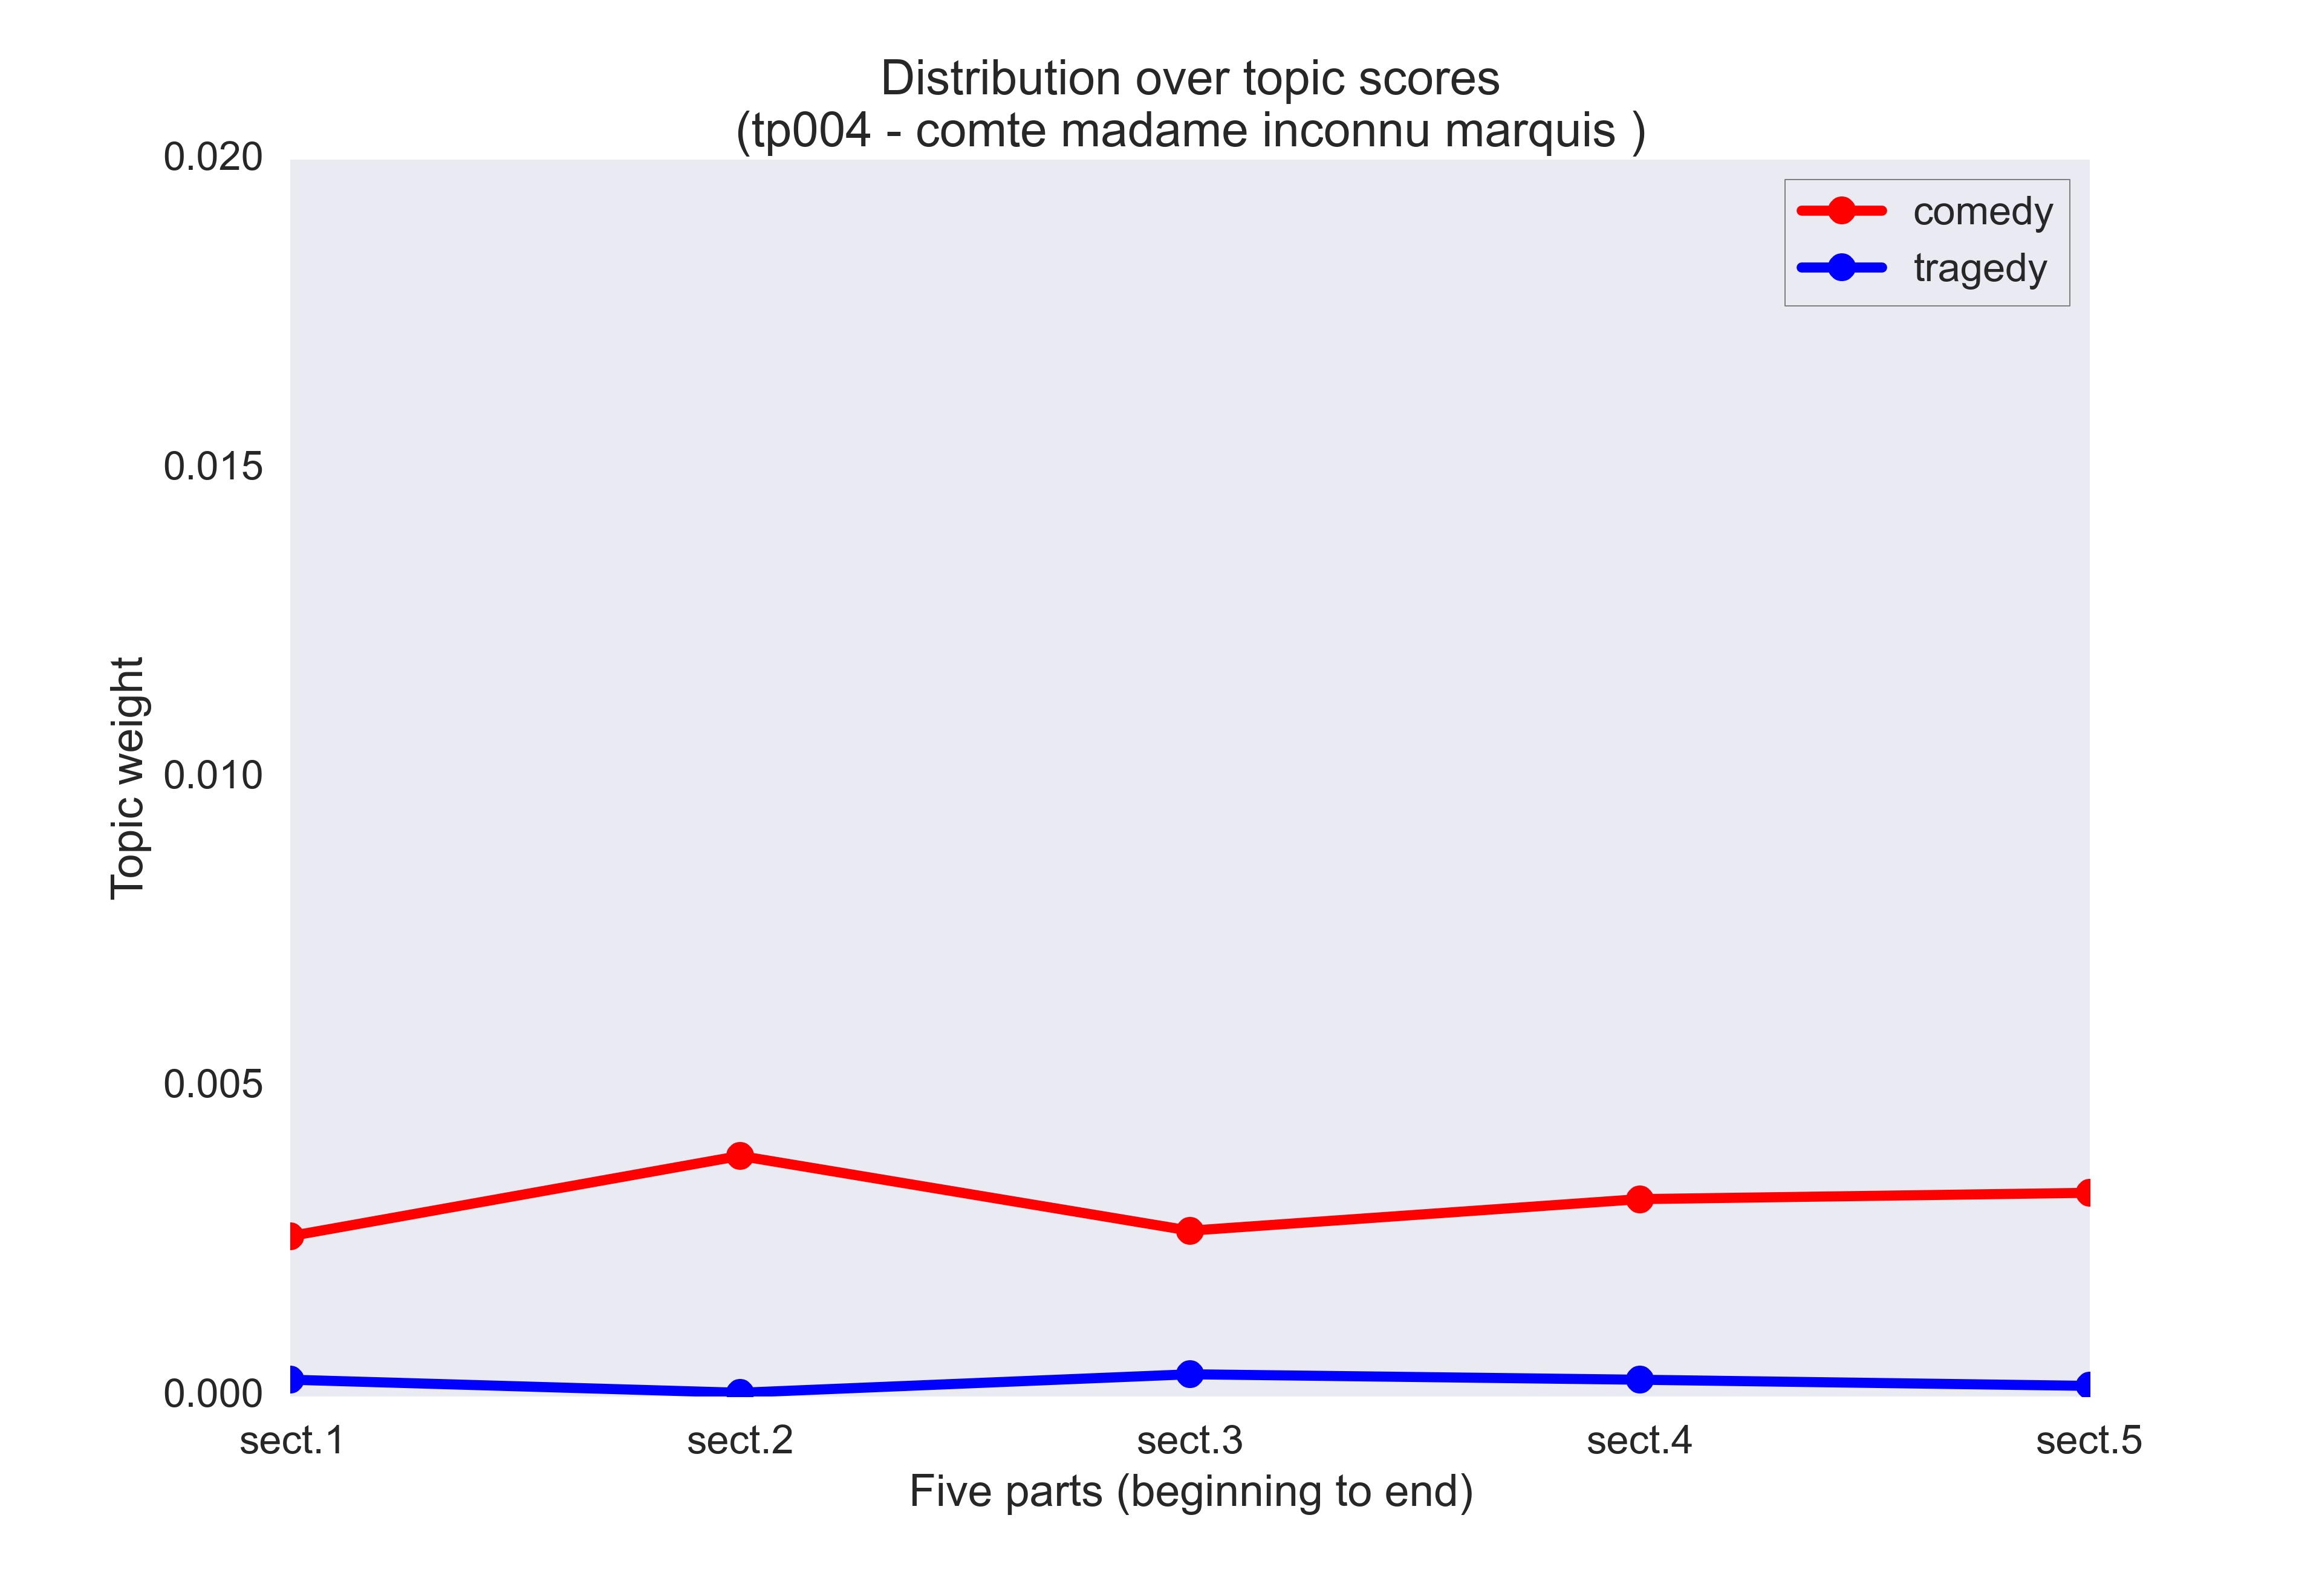 Distribution over topic scores
(tp004 - comte madame inconnu marquis )
comedy
tragedy
Topic weight
0.020
0.015
0.010
0.005
0.000
sect.1 sect.2 sect.3 sect.4 sect.5
Five parts (beginning to end)